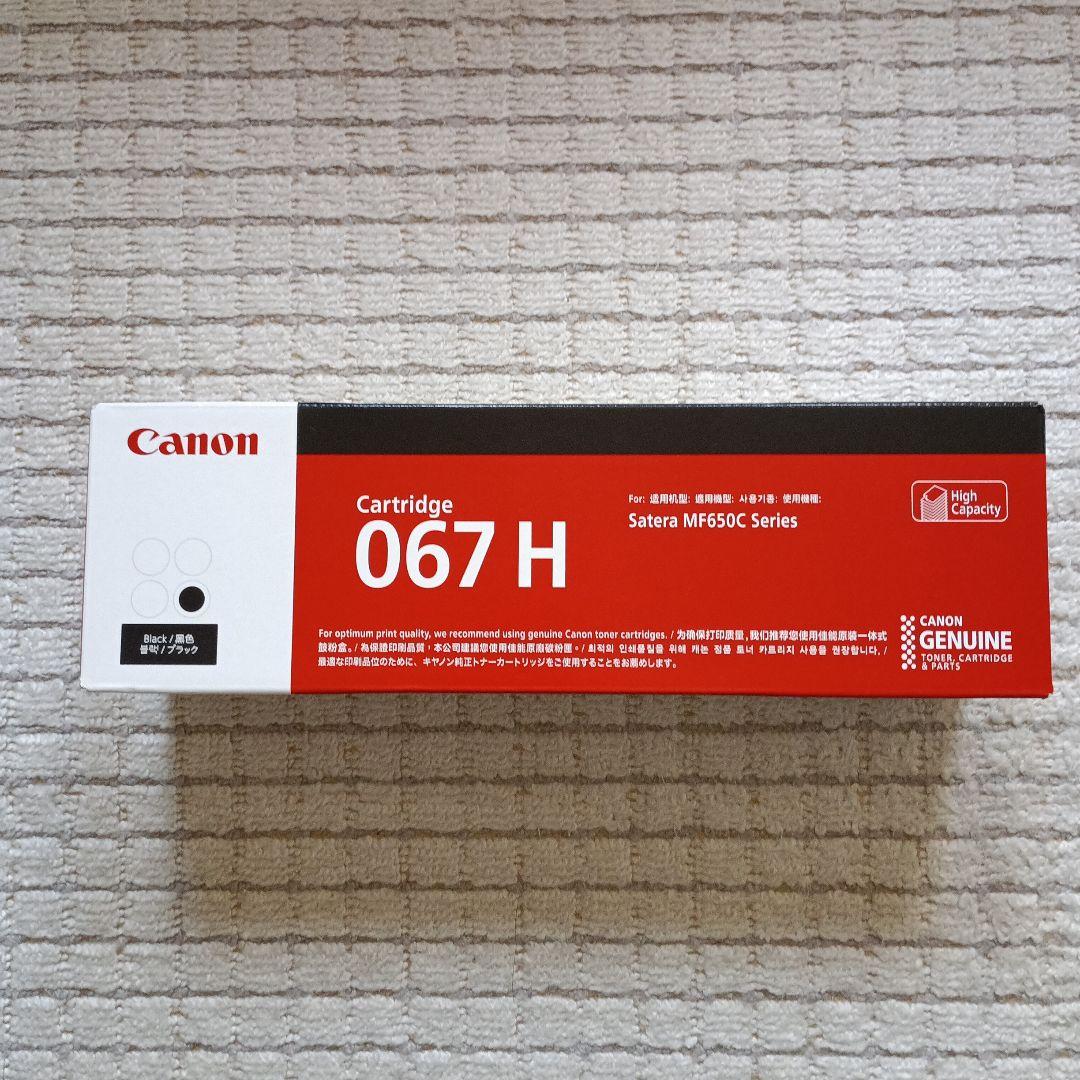 Canon
Cartridge
067 H
For: 适用机型: 適用機型: 사용기종: 使用機種:
Satera MF650C Series
High
Capacity
Black / 黑色
블랙 / ブラック
For optimum print quality, we recommend using genuine Canon toner cartridges. / 为确保打印质量,我们推荐您使用佳能原装一体式
鼓粉盒。/ 為保證印刷品質,本公司建議您使用佳能原廠碳粉匣。/ 최적의 인쇄품질을 위해 캐논 정품 토너 카트리지 사용을 권장합니다. /
最適な印刷品位のために、キヤノン純正トナーカートリッジをご使用することをお薦めします。
CANON
GENUINE
TONER, CARTRIDGE
& PARTS